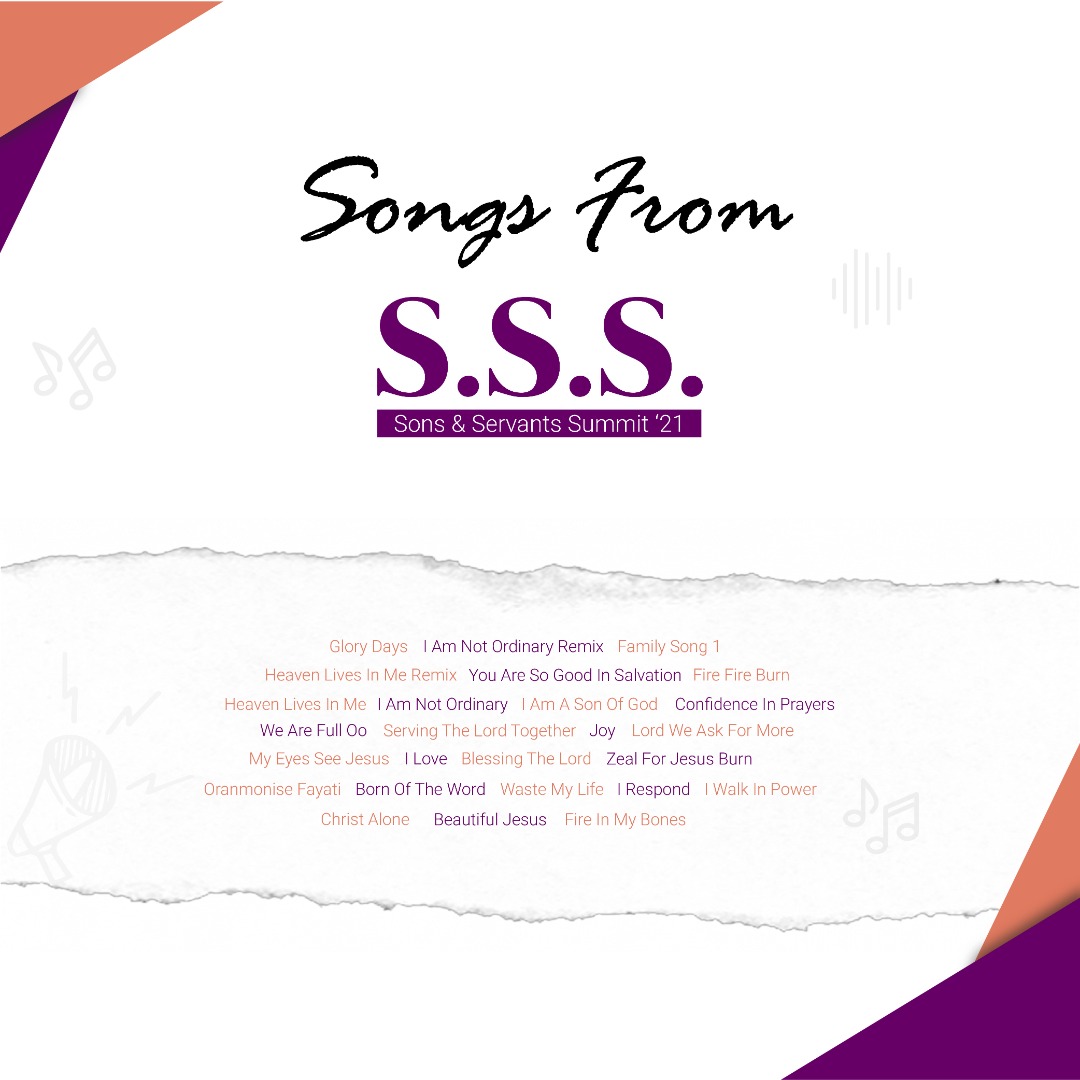 Songs From
S.S.S.
Sons & Servants Summit ‘21
Glory Days I Am Not Ordinary Remix Family Song 1
Heaven Lives In Me Remix You Are So Good In Salvation Fire Fire Burn
Heaven Lives In Me I Am Not Ordinary I Am A Son Of God Confidence In Prayers
We Are Full Oo Serving The Lord Together Joy Lord We Ask For More
My Eyes See Jesus I Love Blessing The Lord Zeal For Jesus Burn
Oranmonise Fayati Born Of The Word Waste My Life I Respond I Walk In Power
Christ Alone Beautiful Jesus Fire In My Bones